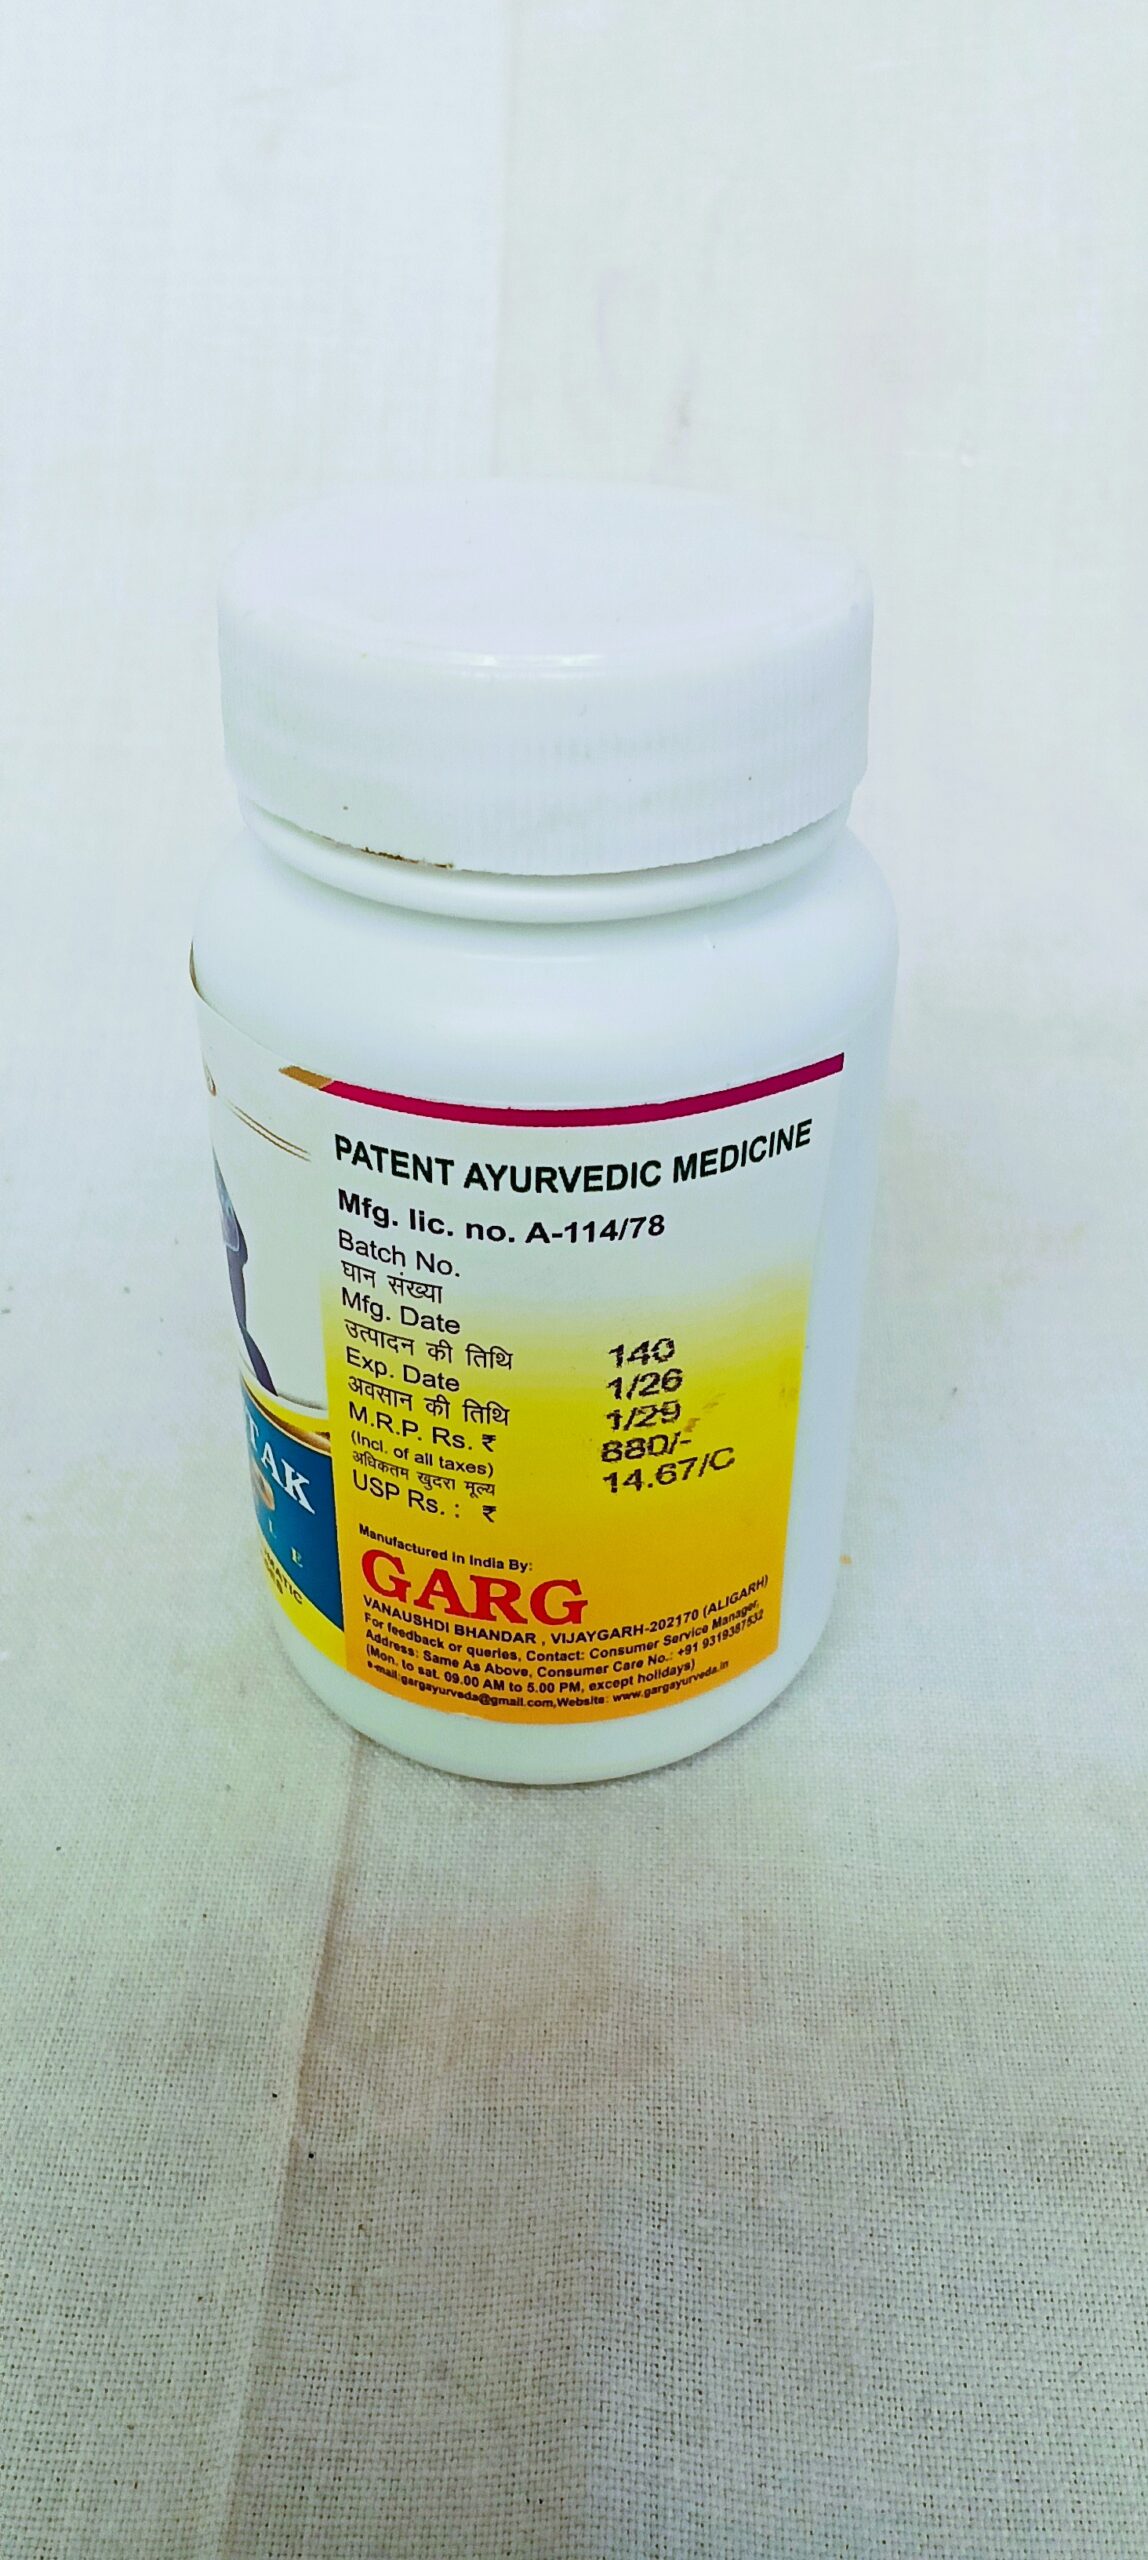 PATENT AYURVEDIC MEDICINE
Mfg. lic. no. A-114/78
Batch No.
घान संख्या
Mfg. Date
उत्पादन की तिथि
Exp. Date
अवसान की तिथि
M.R.P. Rs. ₹
(Incl. of all taxes)
अधिकतम खुदरा मूल्य
USP Rs. : ₹
140
1/26
1/29
880/-
14.67/C
Manufactured in India By:
GARG
VANAUSHDI BHANDAR , VIJAYGARH-202170 (ALIGARH)
For feedback or queries, Contact: Consumer Service Manager,
Address: Same As Above, Consumer Care No.: +91 9319387532
(Mon. to sat. 09.00 AM to 5.00 PM, except holidays)
e-mail:gargayurveda@gmail.com,Website: www.gargayurveda.in
TAK